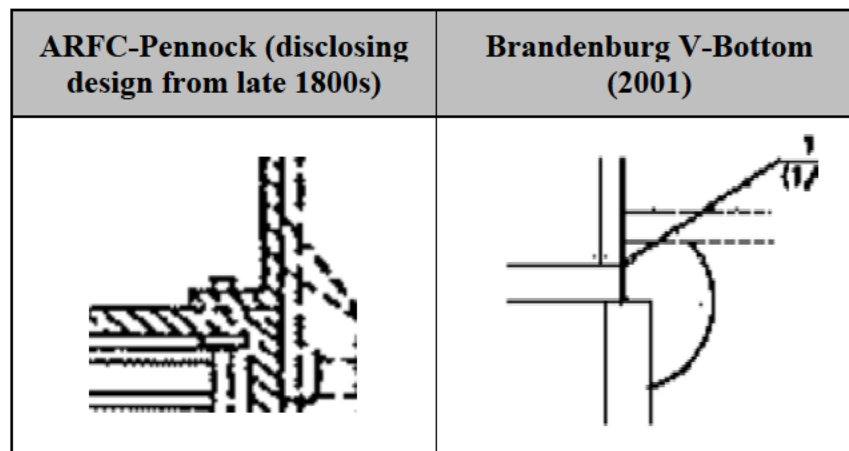 ARFC-Pennock (disclosing
design from late 1800s)
Brandenburg V-Bottom
(2001)